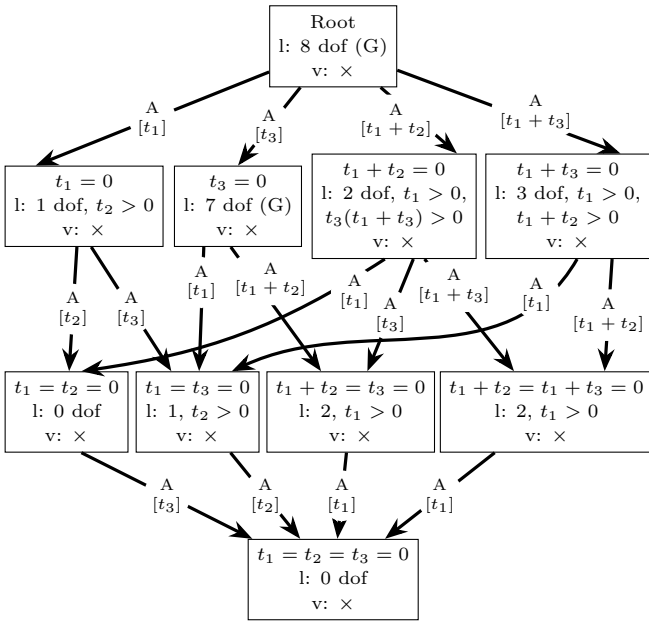 Root
l: 8 dof (G)
v: ×
A
[t₁]
A
[t₃]
A
[t₁ + t₂]
A
[t₁ + t₃]
t₁ = 0
l: 1 dof, t₂ > 0
v: ×
t₃ = 0
l: 7 dof (G)
v: ×
t₁ + t₂ = 0
l: 2 dof, t₁ > 0,
t₃(t₁ + t₃) > 0
v: ×
t₁ + t₃ = 0
l: 3 dof, t₁ > 0,
t₁ + t₂ > 0
v: ×
A
[t₂]
A
[t₃]
A
[t₁]
A
[t₁ + t₂]
A
[t₁]
A
[t₃]
A
[t₁ + t₃]
A
[t₁]
A
[t₁ + t₂]
t₁ = t₂ = 0
l: 0 dof
v: ×
t₁ = t₃ = 0
l: 1, t₂ > 0
v: ×
t₁ + t₂ = t₃ = 0
l: 2, t₁ > 0
v: ×
t₁ + t₂ = t₁ + t₃ = 0
l: 2, t₁ > 0
v: ×
A
[t₃]
A
[t₂]
A
[t₁]
A
[t₁]
t₁ = t₂ = t₃ = 0
l: 0 dof
v: ×